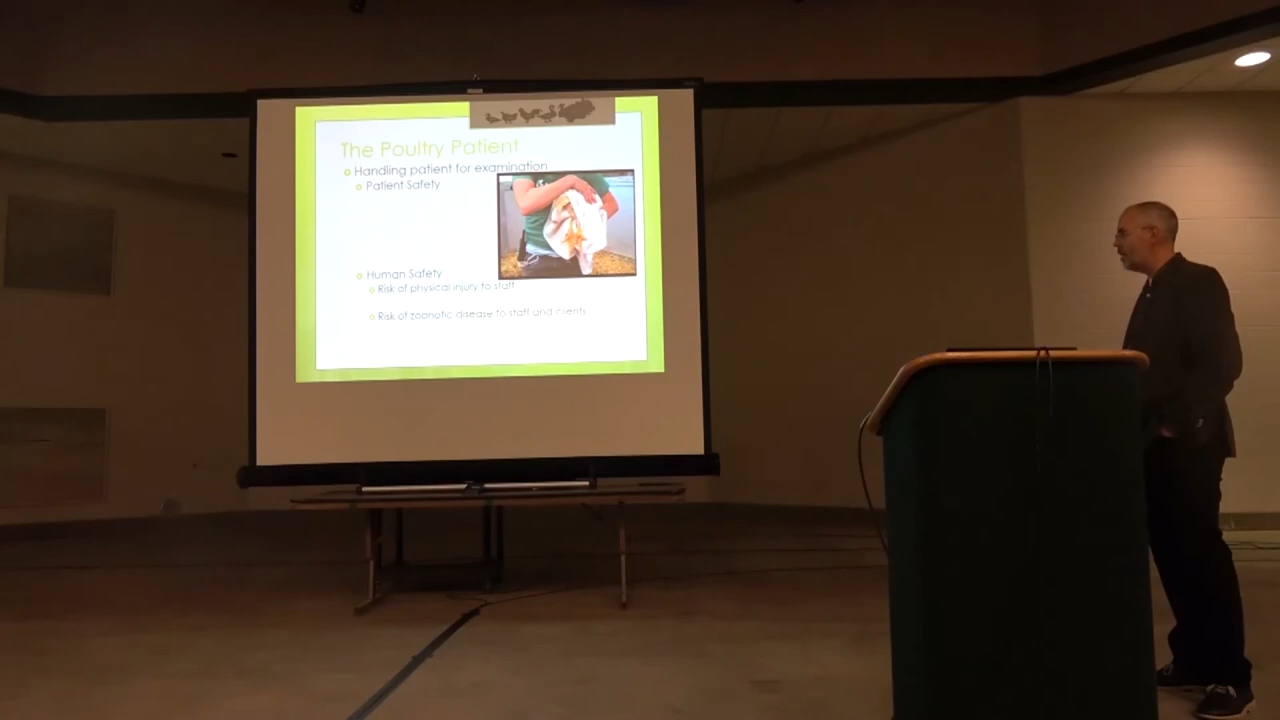 The Poultry Patient
Handling patient for examination
Patient Safety
Human Safety
Risk of physical injury to staff
Risk of zoonotic disease to staff and clients